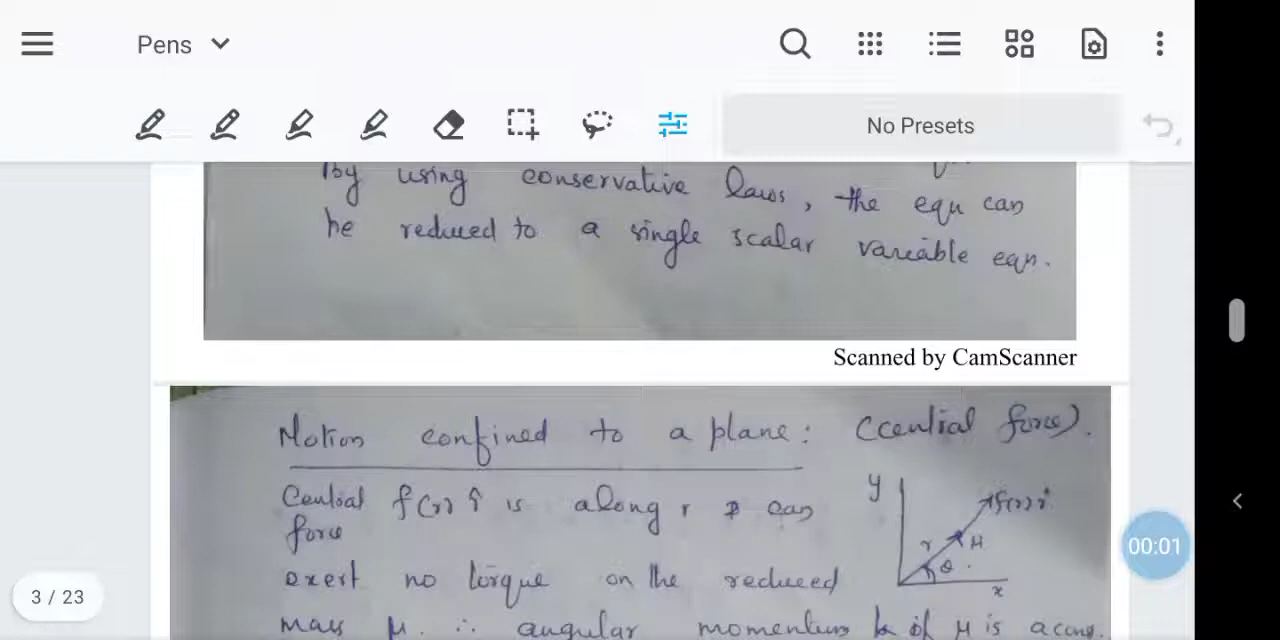 Pens
No Presets
By using conservative laws, the equ can
be reduced to a single scalar variable eqn.
Scanned by CamScanner
Motion confined to a plane: (Central force).
Central f(r) r̂ is along r & can
force
exert no torque on the reduced
mass μ. ∴ angular momentum L of μ is a cons.
y
f(r) r̂
r
μ
θ
x
00:01
3 / 23